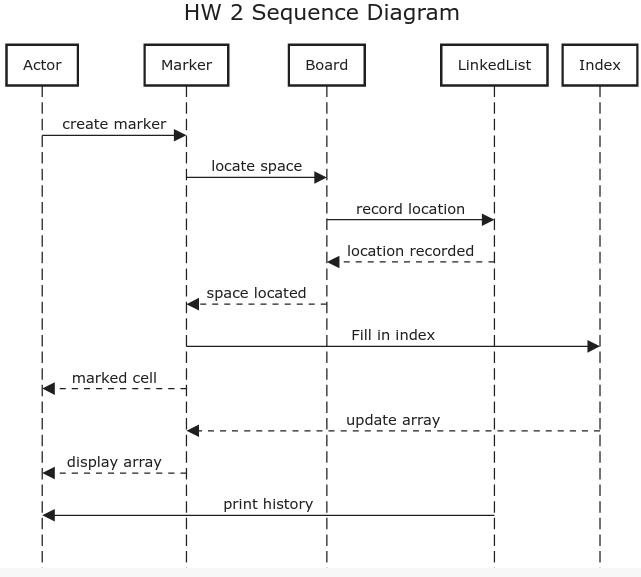 HW 2 Sequence Diagram
Actor Marker Board LinkedList Index
create marker
locate space
record location
location recorded
space located
Fill in index
marked cell
update array
display array
print history